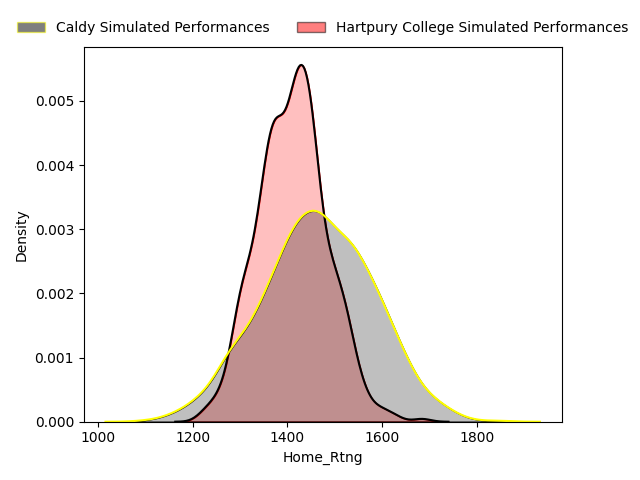 Caldy Simulated Performances
Hartpury College Simulated Performances
0.005
0.004
0.003
0.002
0.001
0.000
Density
1000 1200 1400 1600 1800
Home_Rtng